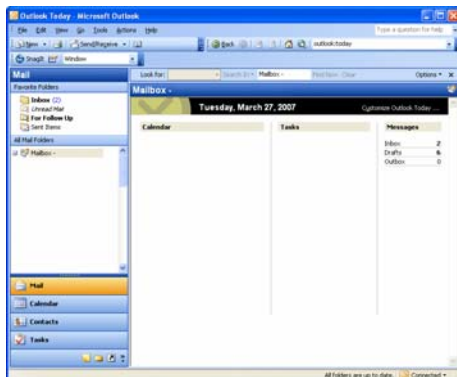 Outlook Today - Microsoft Outlook
File Edit View Go Tools Actions Help
Type a question for help
New Send/Receive Back outlook:today
SnagIt Window
Mail
Look for: Search In Mailbox - Find Now Clear Options
Favorite Folders
Inbox (2)
Unread Mail
For Follow Up
Sent Items
All Mail Folders
Mailbox -
Mailbox -
Tuesday, March 27, 2007
Customize Outlook Today ...
Calendar
Tasks
Messages
Inbox 2
Drafts 6
Outbox 0
Mail
Calendar
Contacts
Tasks
All folders are up to date. Connected